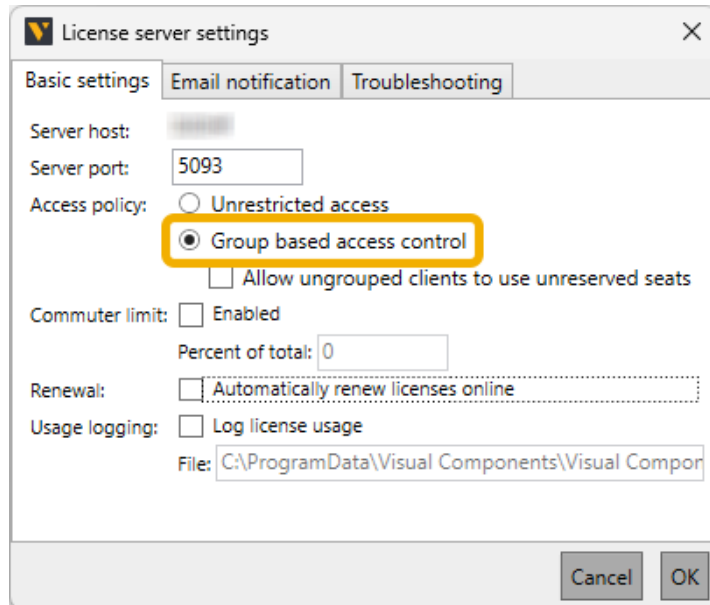 License server settings
Basic settings Email notification Troubleshooting
Server host:
Server port: 5093
Access policy: Unrestricted access
Group based access control
Allow ungrouped clients to use unreserved seats
Commuter limit: Enabled
Percent of total: 0
Renewal: Automatically renew licenses online
Usage logging: Log license usage
File: C:\ProgramData\Visual Components\Visual Compor
Cancel OK